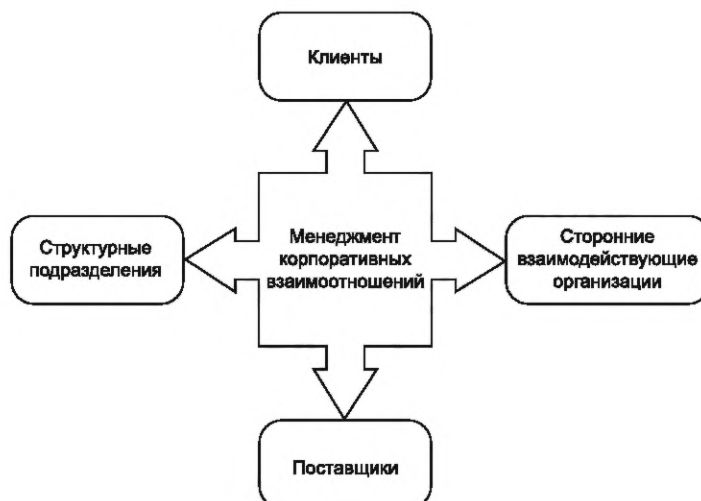 Клиенты
Структурные
подразделения
Менеджмент
корпоративных
взаимоотношений
Сторонние
взаимодействующие
организации
Поставщики